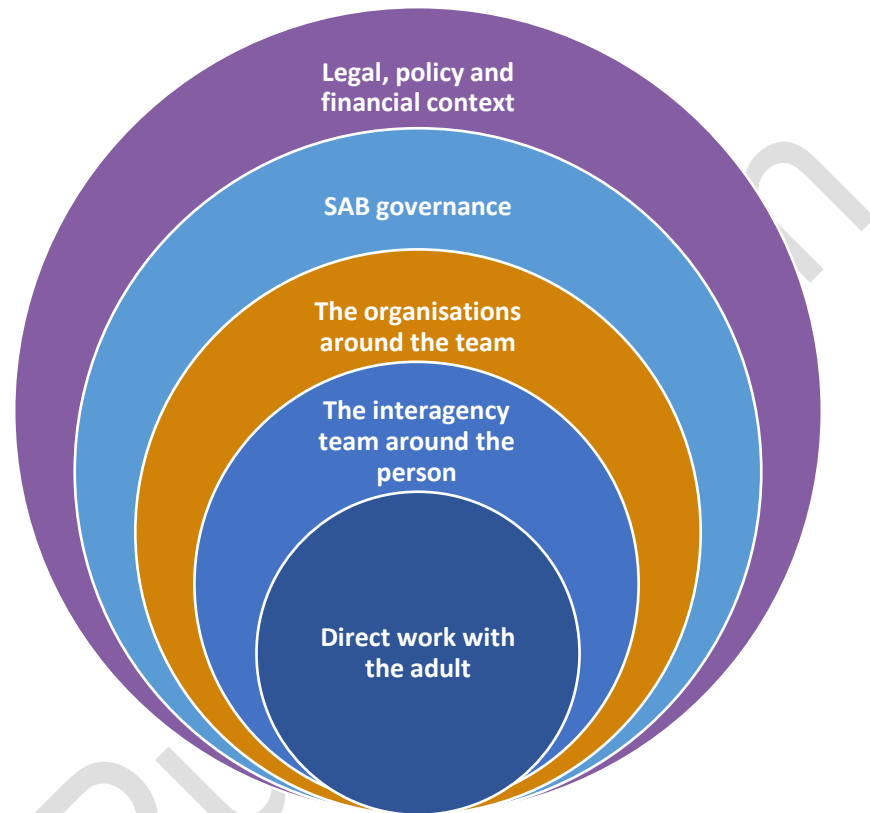 Legal, policy and
financial context
SAB governance
The organisations
around the team
The interagency
team around the
person
Direct work with
the adult